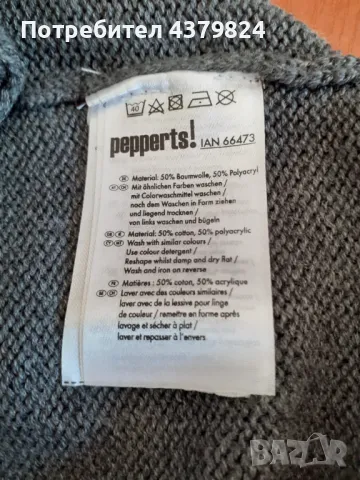 Потребител 4379824
40
pepperts! IAN 66473
Material: 50% Baumwolle, 50% Polyacryl
Mit ähnlichen Farben waschen /
mit Colorwaschmittel waschen /
nach dem Waschen in Form ziehen
und liegend trocknen /
von links waschen und bügeln
Material: 50% cotton, 50% polyacrylic
Wash with similar colours /
Use colour detergent /
Reshape whilst damp and dry flat /
Wash and iron on reverse
Matières : 50% coton, 50% acrylique
Laver avec des couleurs similaires /
laver avec de la lessive pour linge
de couleur / remettre en forme après
lavage et sécher à plat /
laver et repasser à l'envers
BAZAR